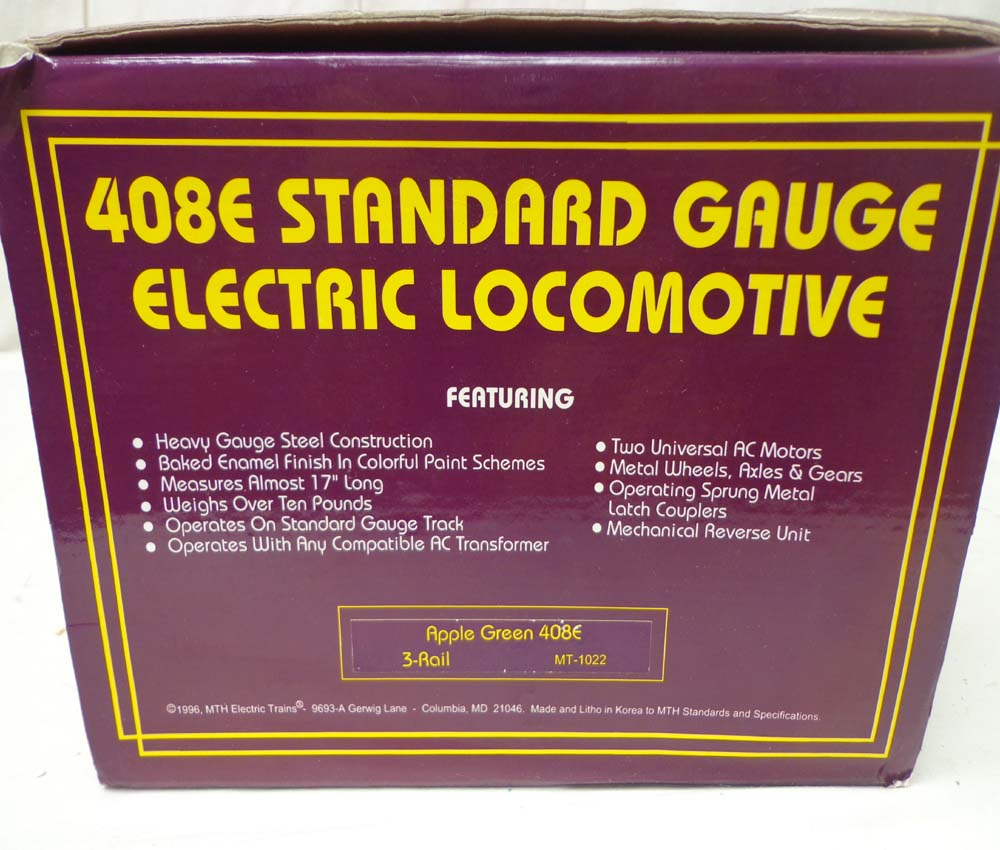 408E STANDARD GAUGE
ELECTRIC LOCOMOTIVE
FEATURING
• Heavy Gauge Steel Construction
• Baked Enamel Finish In Colorful Paint Schemes
• Measures Almost 17" Long
• Weighs Over Ten Pounds
• Operates On Standard Gauge Track
• Operates With Any Compatible AC Transformer
• Two Universal AC Motors
• Metal Wheels, Axles & Gears
• Operating Sprung Metal
Latch Couplers
• Mechanical Reverse Unit
Apple Green 408E
3-Rail MT-1022
©1996, MTH Electric Trains®- 9693-A Gerwig Lane - Columbia, MD 21046. Made and Litho in Korea to MTH Standards and Specifications.